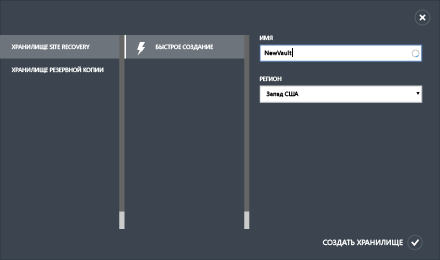 ХРАНИЛИЩЕ SITE RECOVERY
ХРАНИЛИЩЕ РЕЗЕРВНОЙ КОПИИ
БЫСТРОЕ СОЗДАНИЕ
ИМЯ
NewVault
РЕГИОН
Запад США
СОЗДАТЬ ХРАНИЛИЩЕ